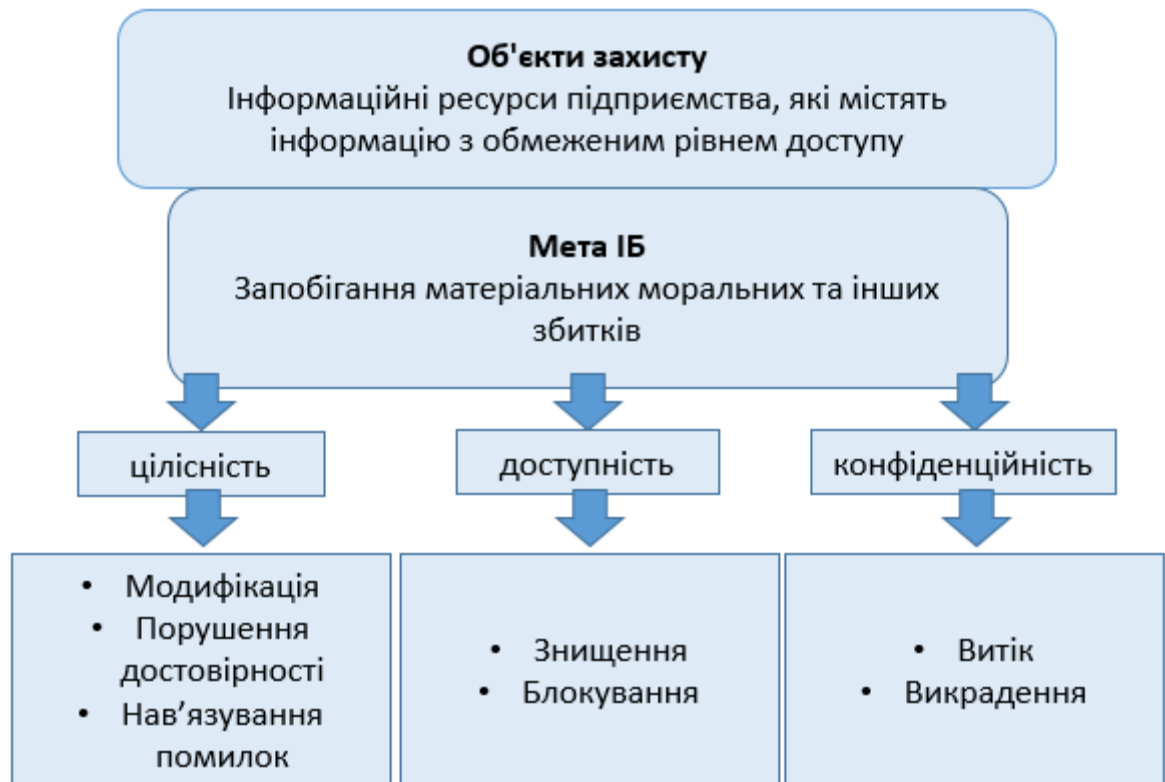 Об'єкти захисту
Інформаційні ресурси підприємства, які містять
інформацію з обмеженим рівнем доступу
Мета ІБ
Запобігання матеріальних моральних та інших
збитків
цілісність
доступність
конфіденційність
• Модифікація
• Порушення
достовірності
• Нав’язування
помилок
• Знищення
• Блокування
• Витік
• Викрадення